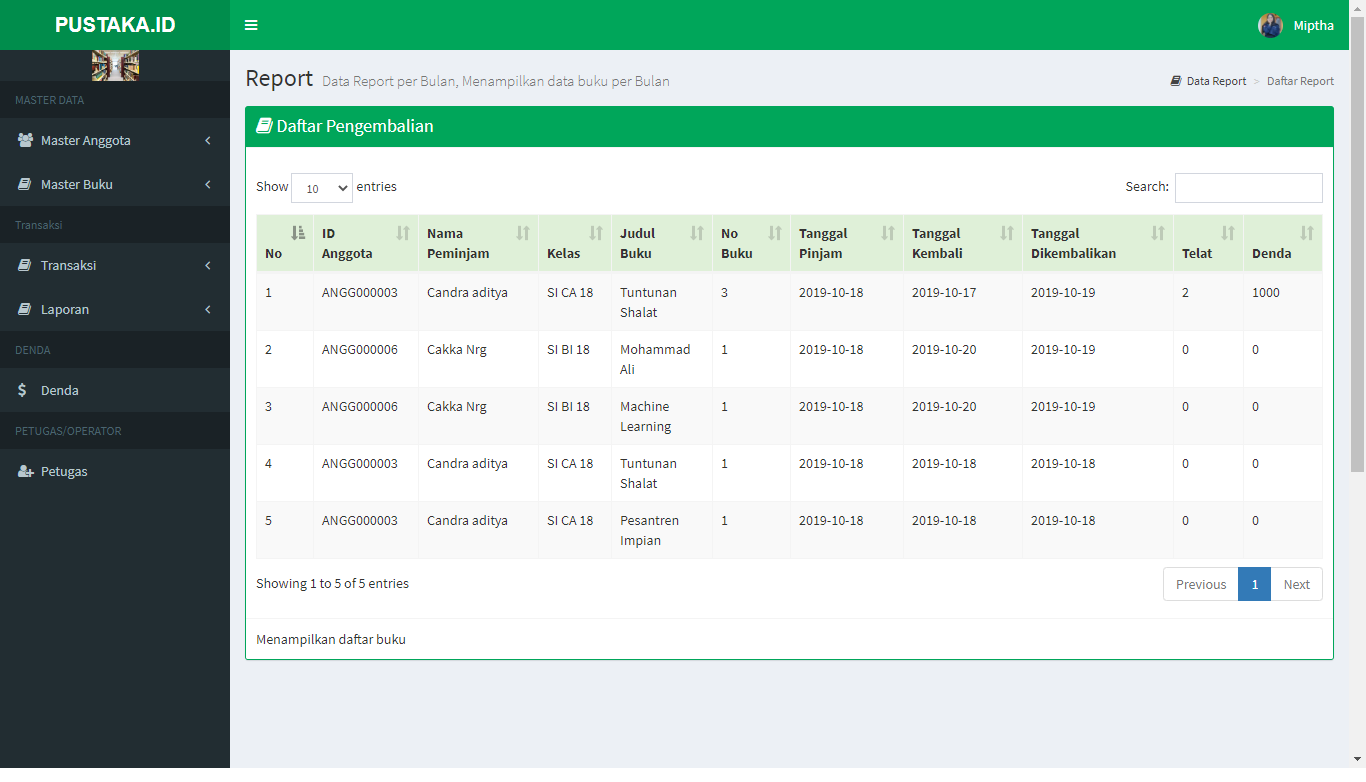 PUSTAKA.ID
Miptha
MASTER DATA
Master Anggota
Master Buku
Transaksi
Transaksi
Laporan
DENDA
Denda
PETUGAS/OPERATOR
Petugas
Report Data Report per Bulan, Menampilkan data buku per Bulan
Data Report > Daftar Report
Daftar Pengembalian
Show 10 entries Search:
No ID Anggota Nama Peminjam Kelas Judul Buku No Buku Tanggal Pinjam Tanggal Kembali Tanggal Dikembalikan Telat Denda
1 ANGG000003 Candra aditya SI CA 18 Tuntunan Shalat 3 2019-10-18 2019-10-17 2019-10-19 2 1000
2 ANGG000006 Cakka Nrg SI BI 18 Mohammad Ali 1 2019-10-18 2019-10-20 2019-10-19 0 0
3 ANGG000006 Cakka Nrg SI BI 18 Machine Learning 1 2019-10-18 2019-10-20 2019-10-19 0 0
4 ANGG000003 Candra aditya SI CA 18 Tuntunan Shalat 1 2019-10-18 2019-10-18 2019-10-18 0 0
5 ANGG000003 Candra aditya SI CA 18 Pesantren Impian 1 2019-10-18 2019-10-18 2019-10-18 0 0
Showing 1 to 5 of 5 entries
Previous 1 Next
Menampilkan daftar buku